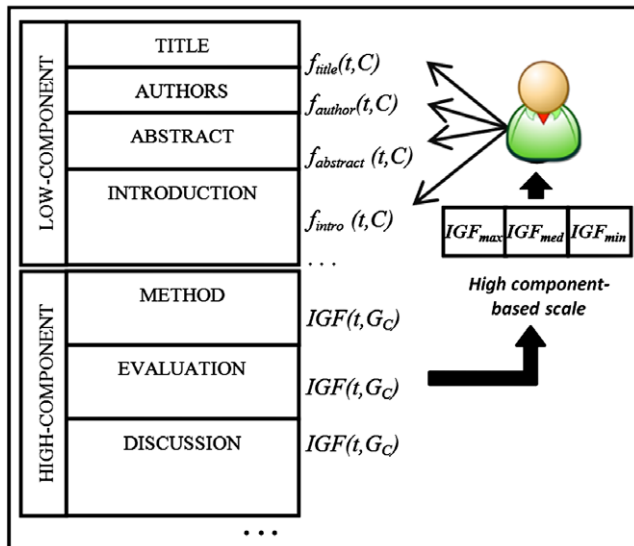 LOW-COMPONENT
TITLE
f_title(t,C)
AUTHORS
f_author(t,C)
ABSTRACT
f_abstract (t,C)
INTRODUCTION
f_intro (t,C)
. . .
IGF_max IGF_med IGF_min
High component-
based scale
HIGH-COMPONENT
METHOD
IGF(t,G_C)
EVALUATION
IGF(t,G_C)
DISCUSSION
IGF(t,G_C)
. . .